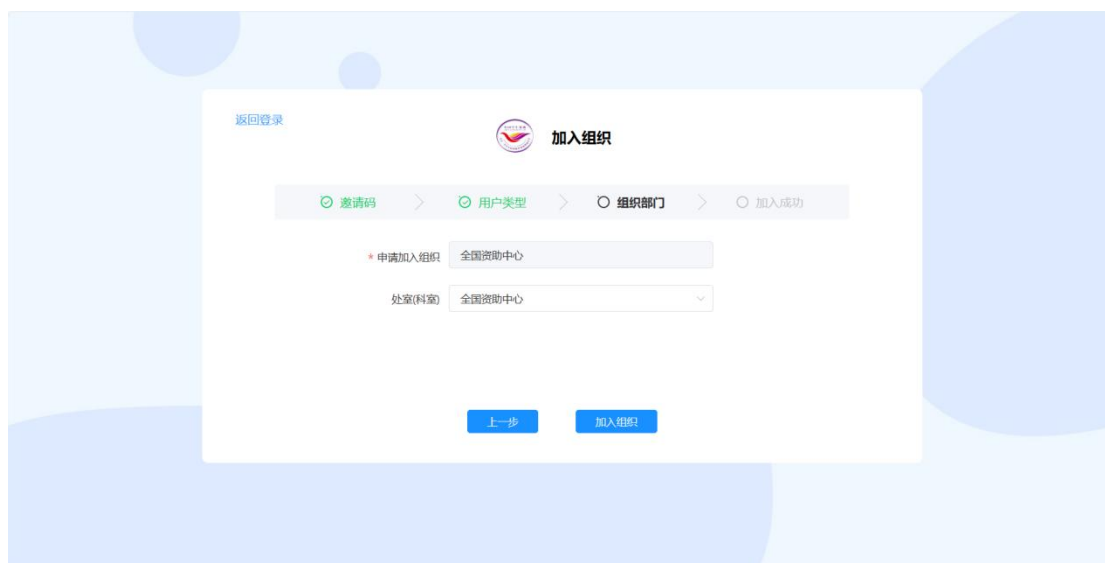 返回登录
加入组织
邀请码 用户类型 组织部门 加入成功
* 申请加入组织 全国资助中心
处室(科室) 全国资助中心
上一步 加入组织